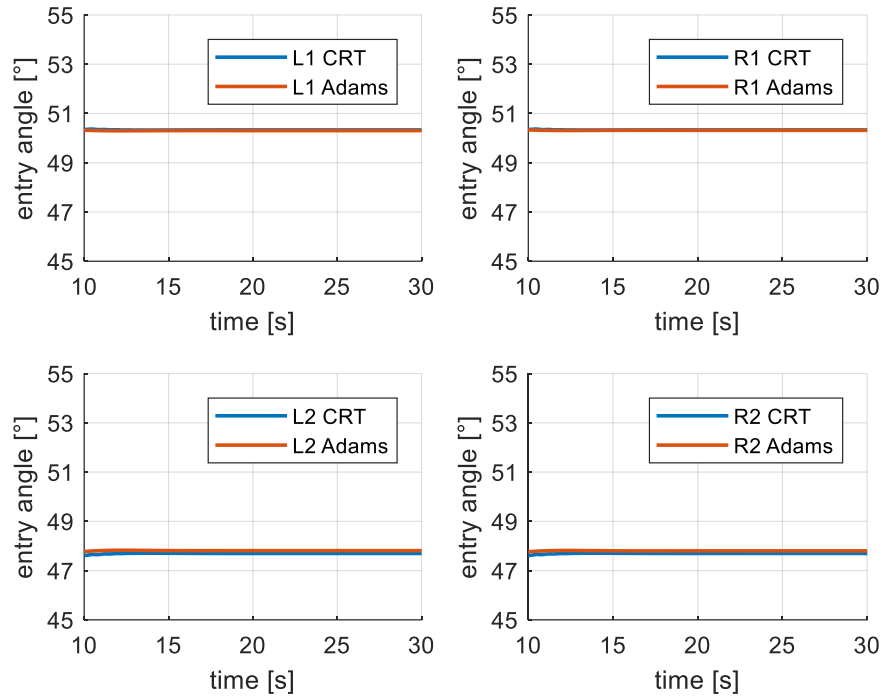 55
53
51
49
47
45
entry angle [°]
L1 CRT
L1 Adams
10 15 20 25 30
time [s]
55
53
51
49
47
45
entry angle [°]
R1 CRT
R1 Adams
10 15 20 25 30
time [s]
55
53
51
49
47
45
entry angle [°]
L2 CRT
L2 Adams
10 15 20 25 30
time [s]
55
53
51
49
47
45
entry angle [°]
R2 CRT
R2 Adams
10 15 20 25 30
time [s]